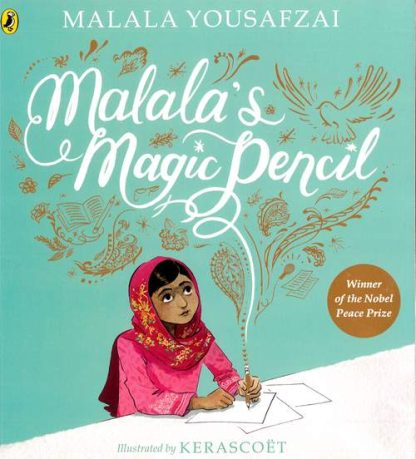 MALALA YOUSAFZAI
Malala's
Magic Pencil
Winner
of the Nobel
Peace Prize
Illustrated by KERASCOËT